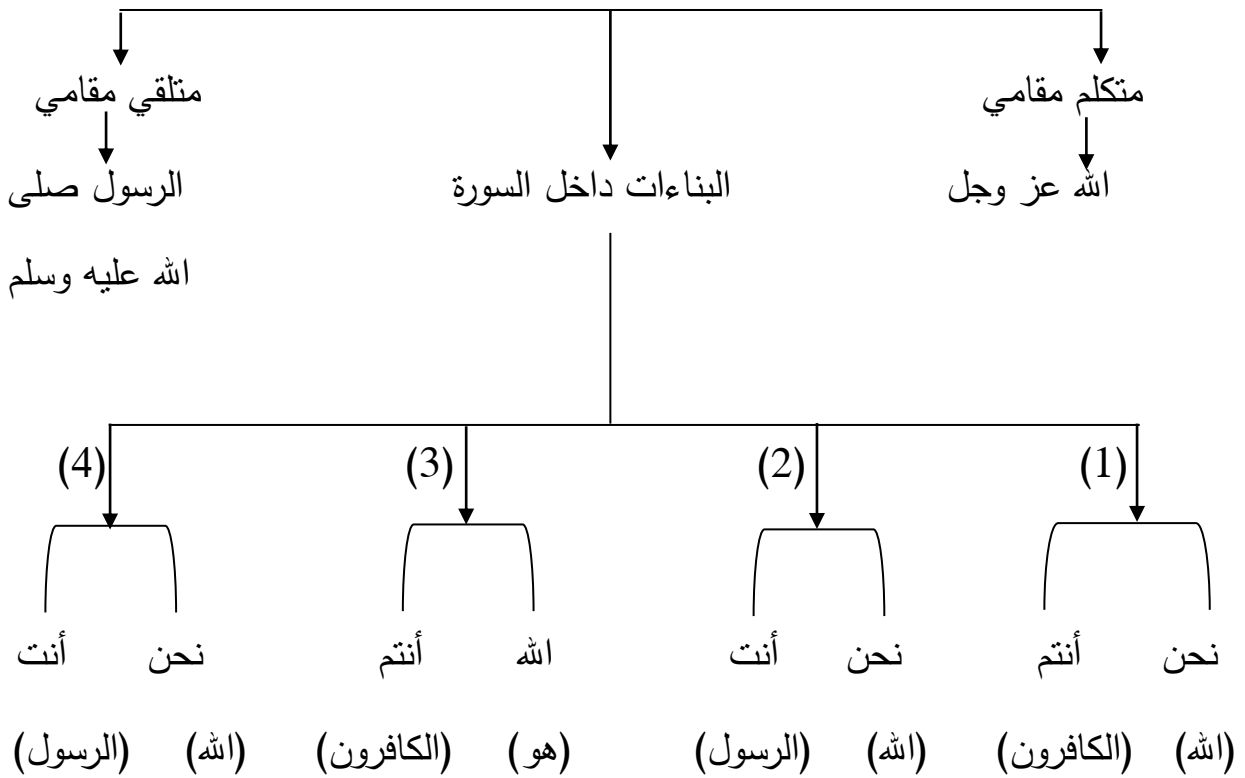 متكلم مقامي متلقي مقامي
الله عز وجل البناءات داخل السورة الرسول صلى
الله عليه وسلم
(1) (2) (3) (4)
نحن أنتم نحن أنت الله أنتم نحن أنت
(الله) (الكافرون) (الله) (الرسول) (هو) (الكافرون) (الله) (الرسول)